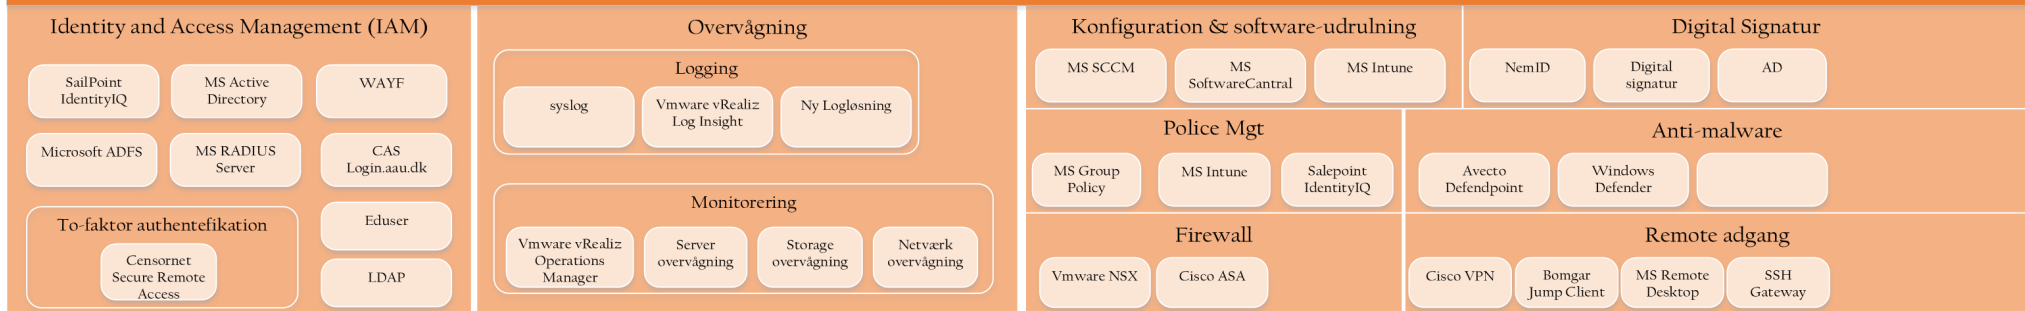 Identity and Access Management (IAM)
SailPoint
IdentityIQ
MS Active
Directory
WAYF
Microsoft ADFS
MS RADIUS
Server
CAS
Login.aau.dk
To-faktor authentefikation
Censornet
Secure Remote
Access
Eduser
LDAP
Overvågning
Logging
syslog
Vmware vRealiz
Log Insight
Ny Logløsning
Monitorering
Vmware vRealiz
Operations
Manager
Server
overvågning
Storage
overvågning
Netværk
overvågning
Konfiguration & software-udrulning
MS SCCM
MS
SoftwareCantral
MS Intune
Digital Signatur
NemID
Digital
signatur
AD
Police Mgt
MS Group
Policy
MS Intune
Salepoint
IdentityIQ
Anti-malware
Avecto
Defendpoint
Windows
Defender
Firewall
Vmware NSX
Cisco ASA
Remote adgang
Cisco VPN
Bomgar
Jump Client
MS Remote
Desktop
SSH
Gateway